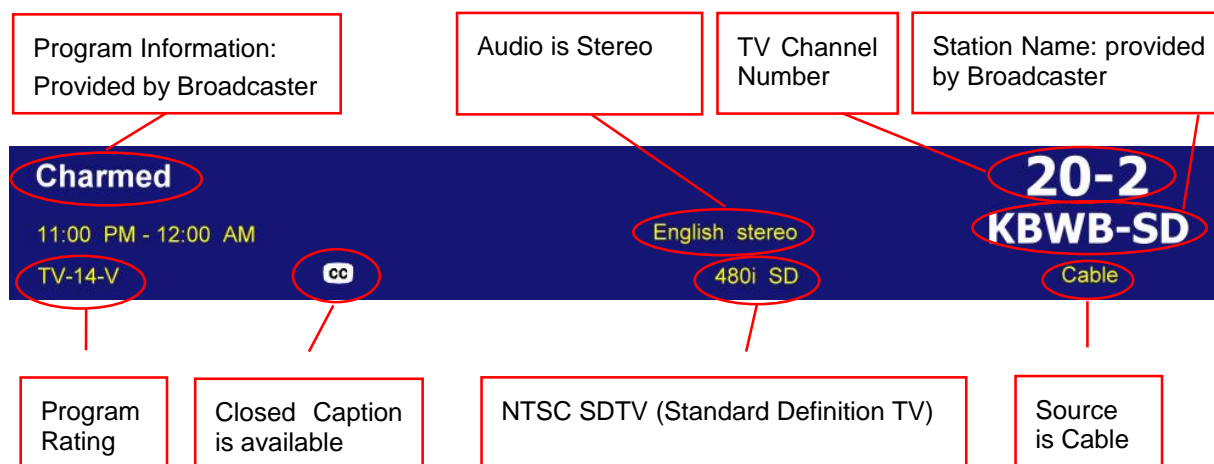 Program Information:
Provided by Broadcaster
Audio is Stereo
TV Channel
Number
Station Name: provided
by Broadcaster
Charmed
20-2
11:00 PM - 12:00 AM
English stereo
KBWB-SD
TV-14-V
CC
480i SD
Cable
Program
Rating
Closed Caption
is available
NTSC SDTV (Standard Definition TV)
Source
is Cable